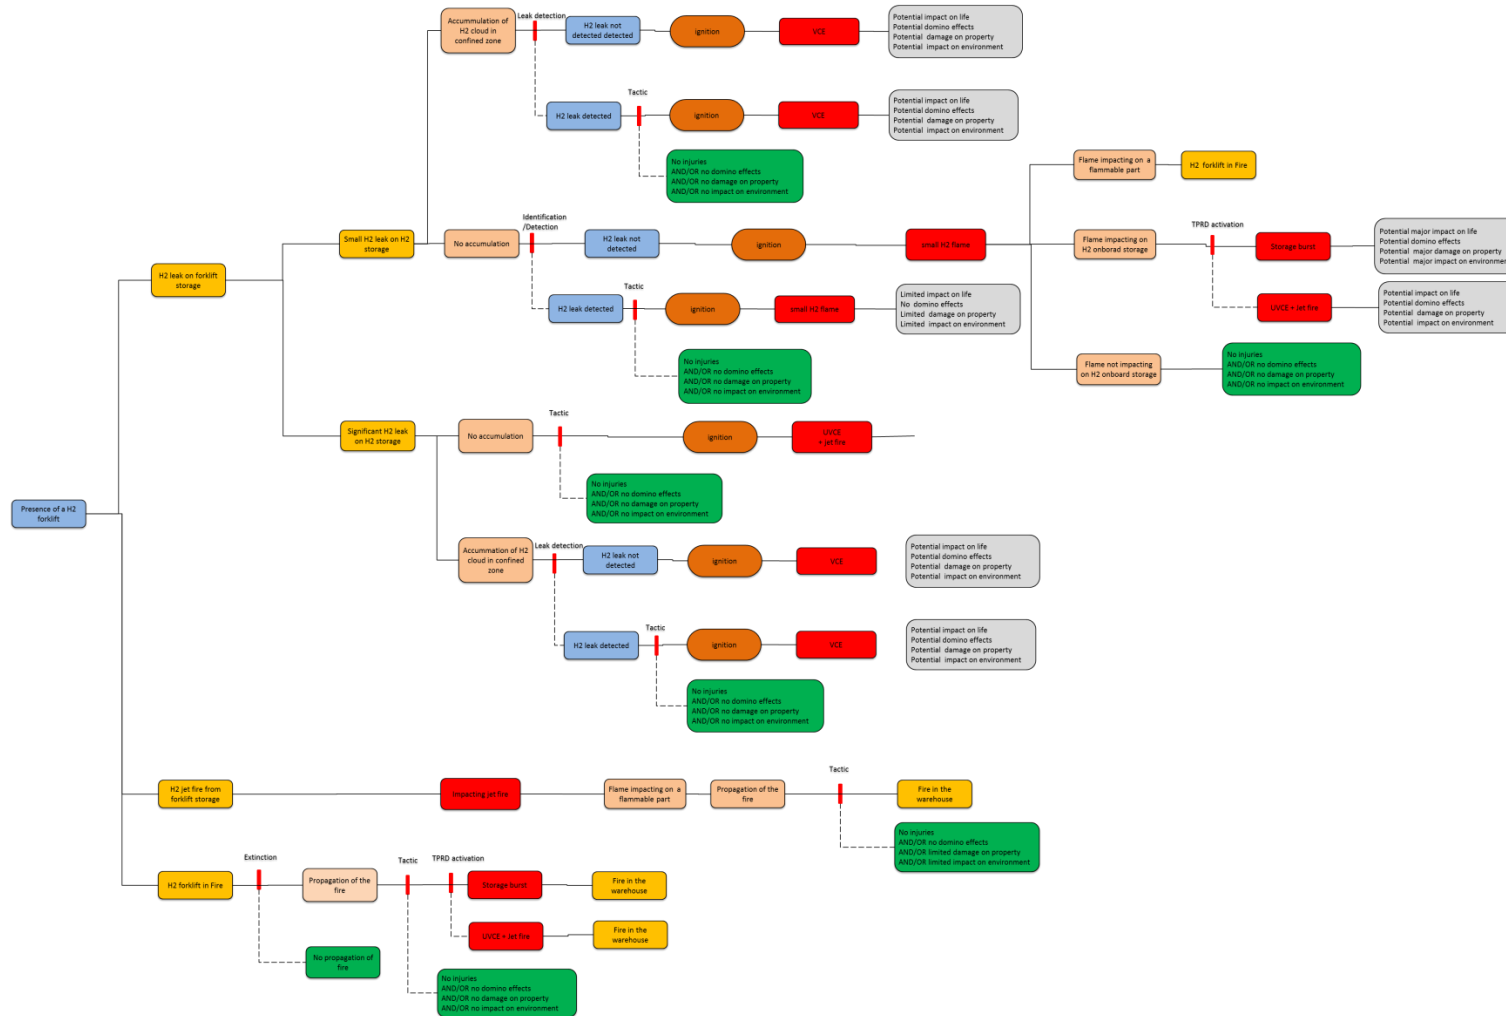 Accummulation of
H2 cloud in
confined zone
Leak detection
H2 leak not
detected detected
ignition
VCE
Potential impact on life
Potential domino effects
Potential  damage on property
Potential  impact on environment
H2 leak detected
Tactic
ignition
VCE
Potential impact on life
Potential domino effects
Potential  damage on property
Potential  impact on environment
No injuries
AND/OR no domino effects
AND/OR no damage on property
AND/OR no impact on environment
Small H2 leak on H2
storage
No accumulation
Identification
/Detection
H2 leak not
detected
ignition
small H2 flame
Flame impacting on  a
flammable part
H2  forklift in Fire
Flame impacting on
H2 onborad storage
TPRD activation
Storage burst
Potential major impact on life
Potential domino effects
Potential  major damage on property
Potential  major impact on environment
UVCE + Jet fire
Potential impact on life
Potential domino effects
Potential  damage on property
Potential  impact on environment
Flame not impacting
on H2 onboard storage
No injuries
AND/OR no domino effects
AND/OR no damage on property
AND/OR no impact on environment
H2 leak detected
Tactic
ignition
small H2 flame
Limited impact on life
No  domino effects
Limited  damage on property
Limited  impact on environment
No injuries
AND/OR no domino effects
AND/OR no damage on property
AND/OR no impact on environment
H2 leak on forklift
storage
Significant H2 leak
on H2 storage
No accumulation
Tactic
ignition
UVCE
+ Jet fire
No injuries
AND/OR no domino effects
AND/OR no damage on property
AND/OR no impact on environment
Presence of a H2
forklift
Accummation of H2
cloud in confined
zone
Leak detection
H2 leak not
detected
ignition
VCE
Potential impact on life
Potential domino effects
Potential  damage on property
Potential  impact on environment
H2 leak detected
Tactic
ignition
VCE
Potential impact on life
Potential domino effects
Potential  damage on property
Potential  impact on environment
No injuries
AND/OR no domino effects
AND/OR no damage on property
AND/OR no impact on environment
H2 jet fire from
forklift storage
Impacting jet fire
Flame impacting on  a
flammable part
Propagation of the
fire
Tactic
Fire in the
warehouse
No injuries
AND/OR no domino effects
AND/OR limited damage on property
AND/OR limited impact on environment
H2 forklift in Fire
Extinction
Propagation of the
fire
Tactic
TPRD activation
Storage burst
Fire in the
warehouse
UVCE + Jet fire
Fire in the
warehouse
No propagation of
fire
No injuries
AND/OR no domino effects
AND/OR no damage on property
AND/OR no impact on environment